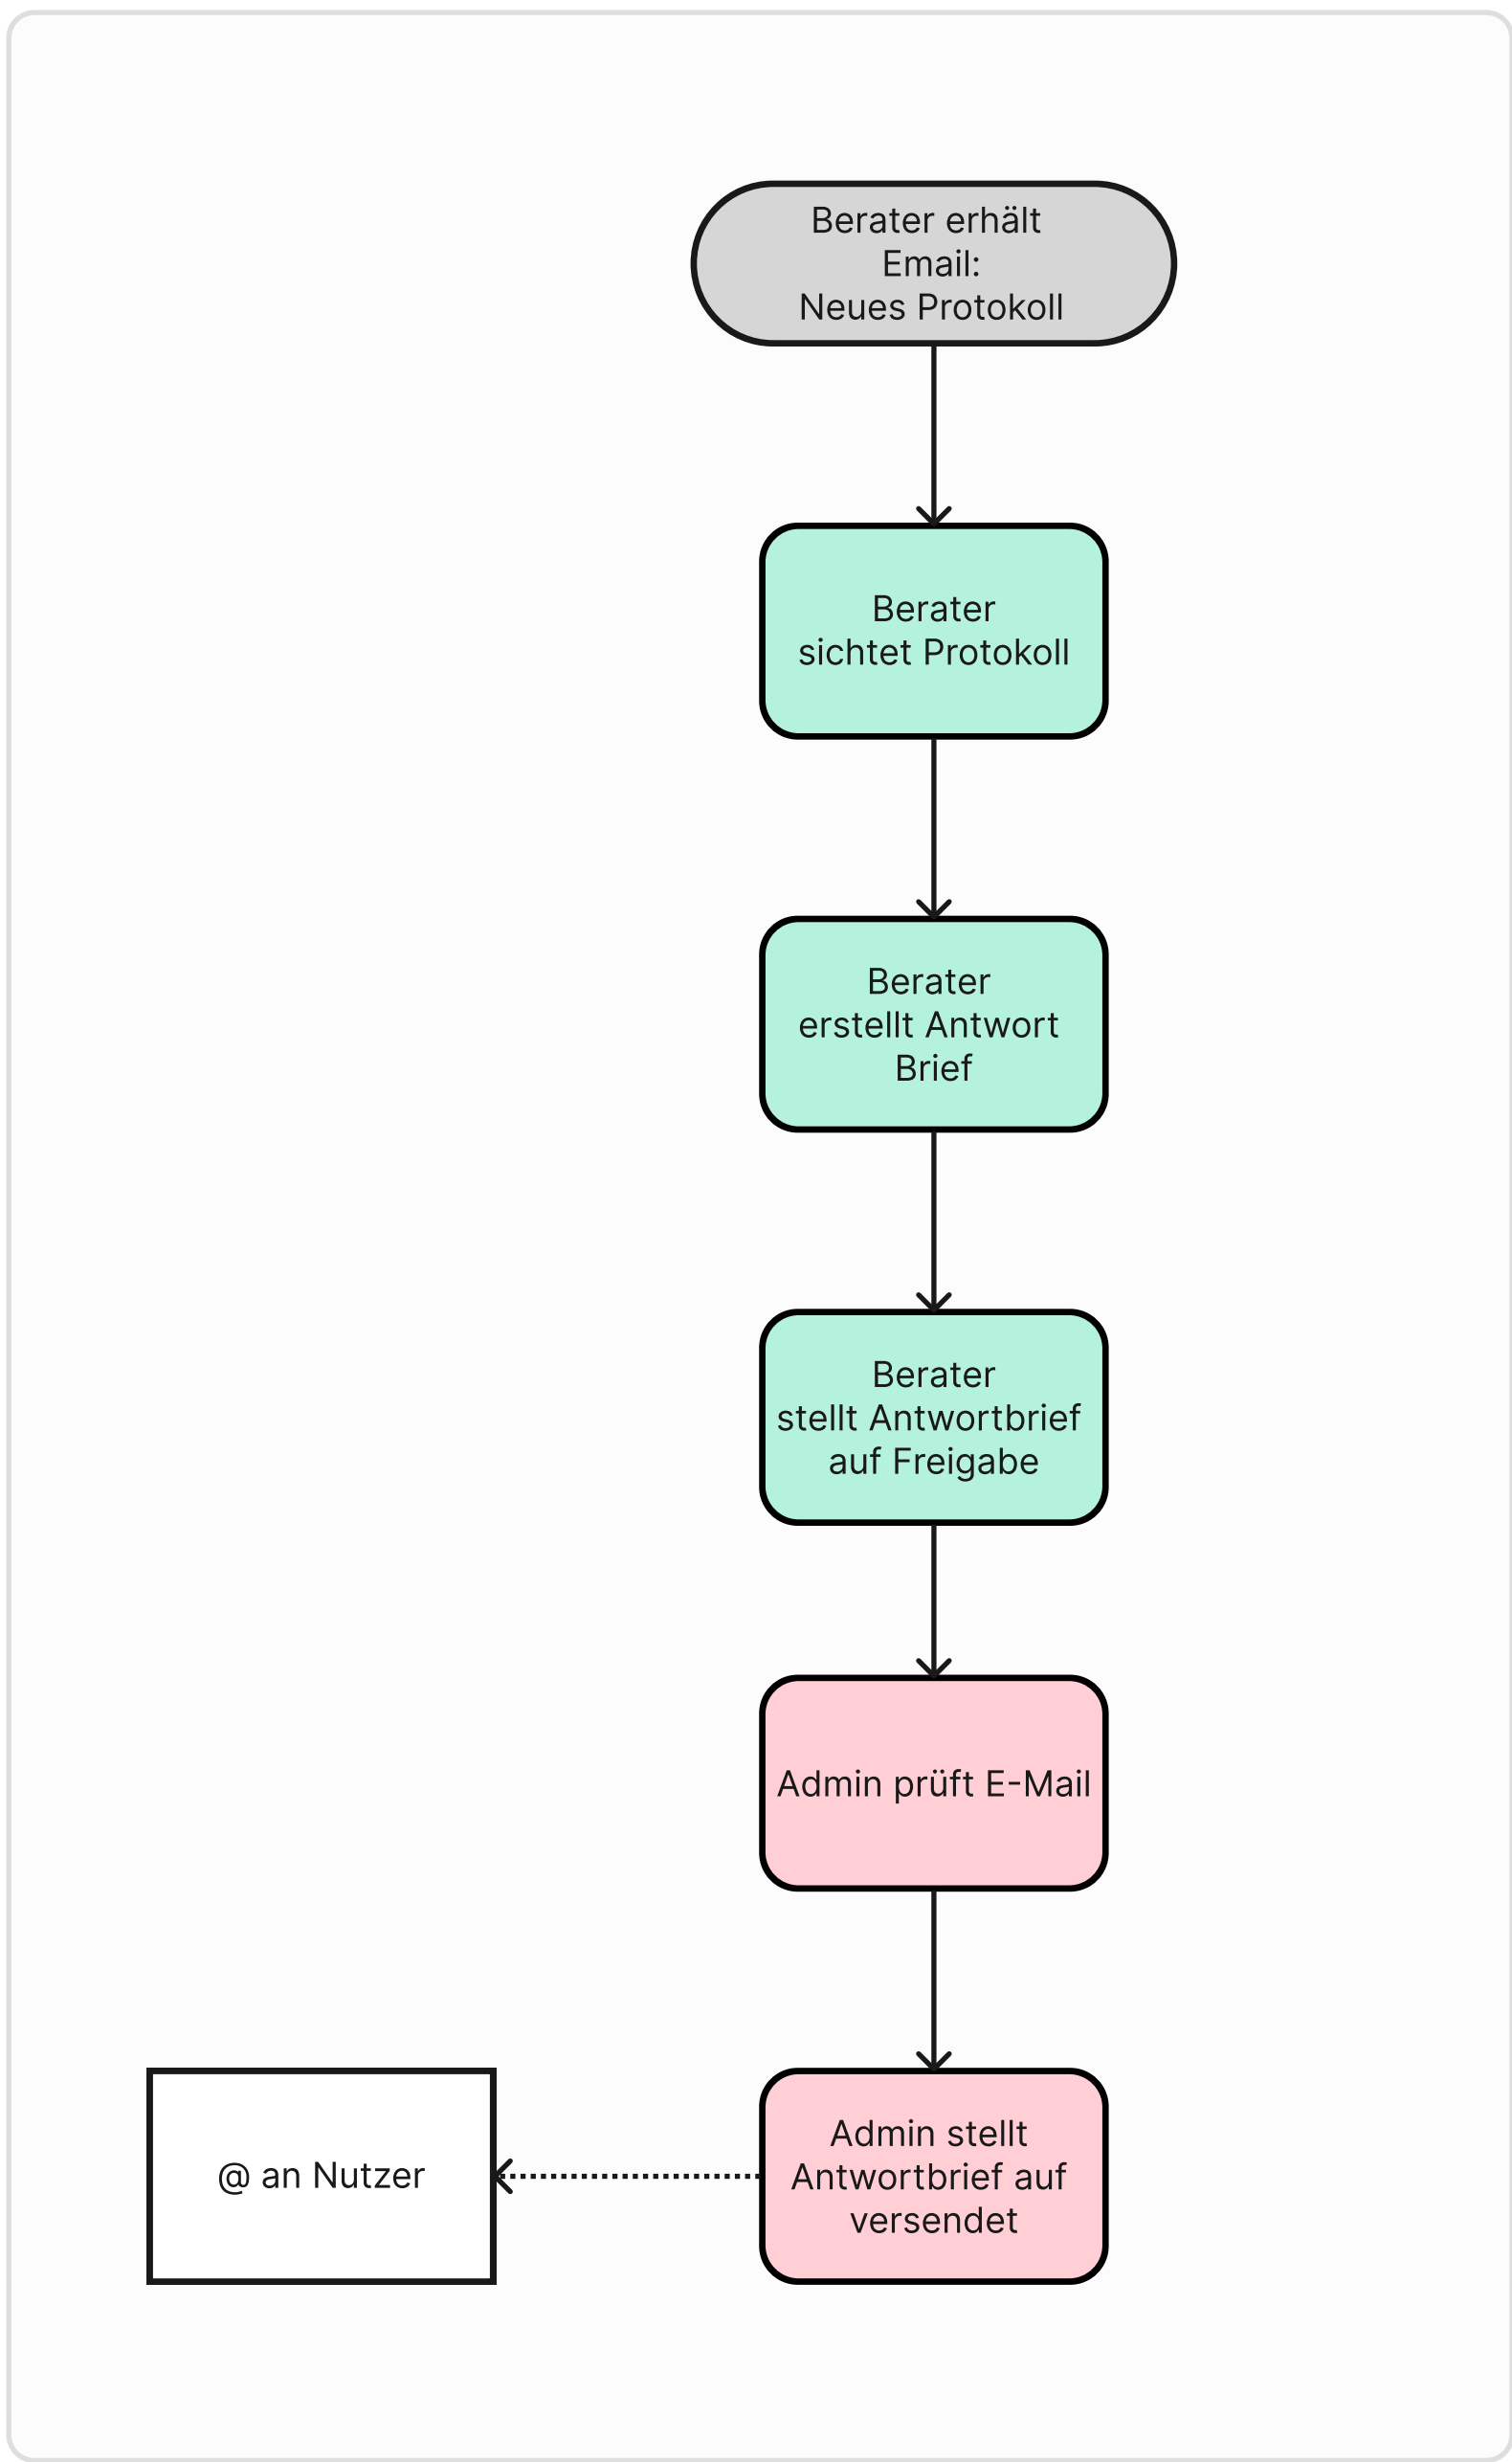 Berater erhält
Email:
Neues Protokoll
Berater
sichtet Protokoll
Berater
erstellt Antwort
Brief
Berater
stellt Antwortbrief
auf Freigabe
Admin prüft E-Mail
Admin stellt
Antwortbrief auf
versendet
@ an Nutzer